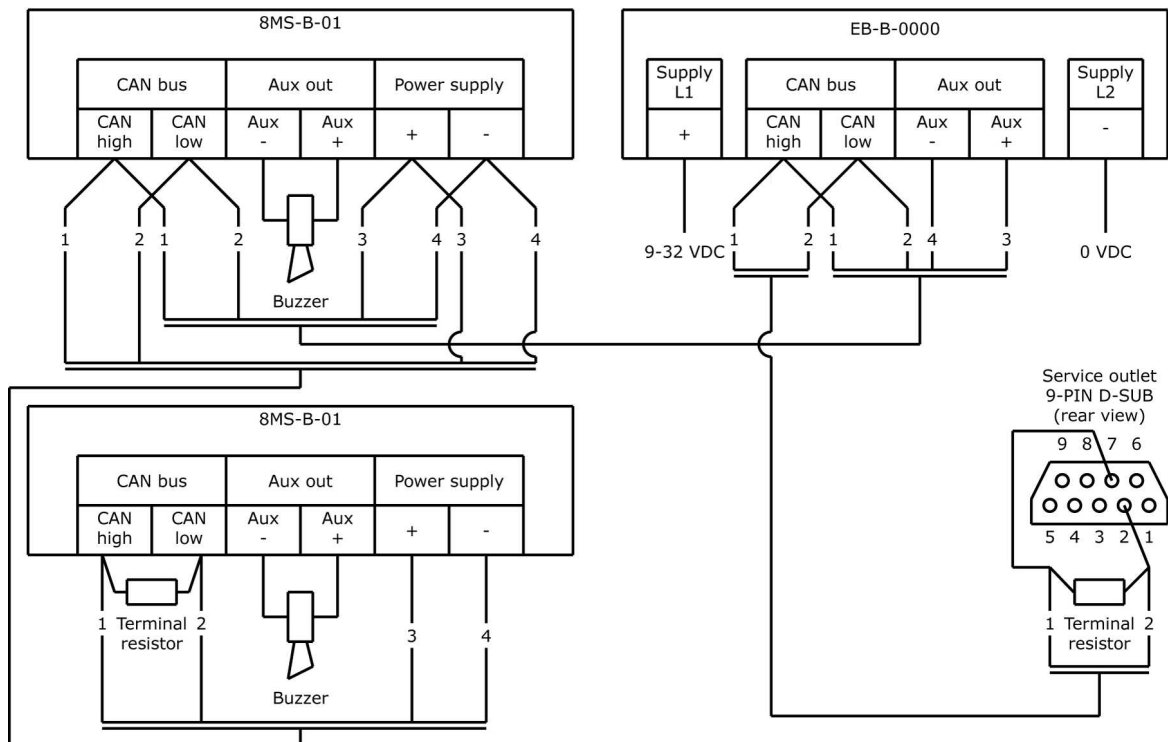 8MS-B-01
CAN bus
Aux out
Power supply
CAN
high
CAN
low
Aux
-
Aux
+
+
-
1
2
1
2
3
4
3
4
Buzzer
EB-B-0000
Supply
L1
CAN bus
Aux out
Supply
L2
+
CAN
high
CAN
low
Aux
-
Aux
+
-
9-32 VDC
1
2
1
2
4
3
0 VDC
8MS-B-01
CAN bus
Aux out
Power supply
CAN
high
CAN
low
Aux
-
Aux
+
+
-
1
Terminal
resistor
2
3
4
Buzzer
Service outlet
9-PIN D-SUB
(rear view)
9 8 7 6
5 4 3 2 1
1
Terminal
resistor
2